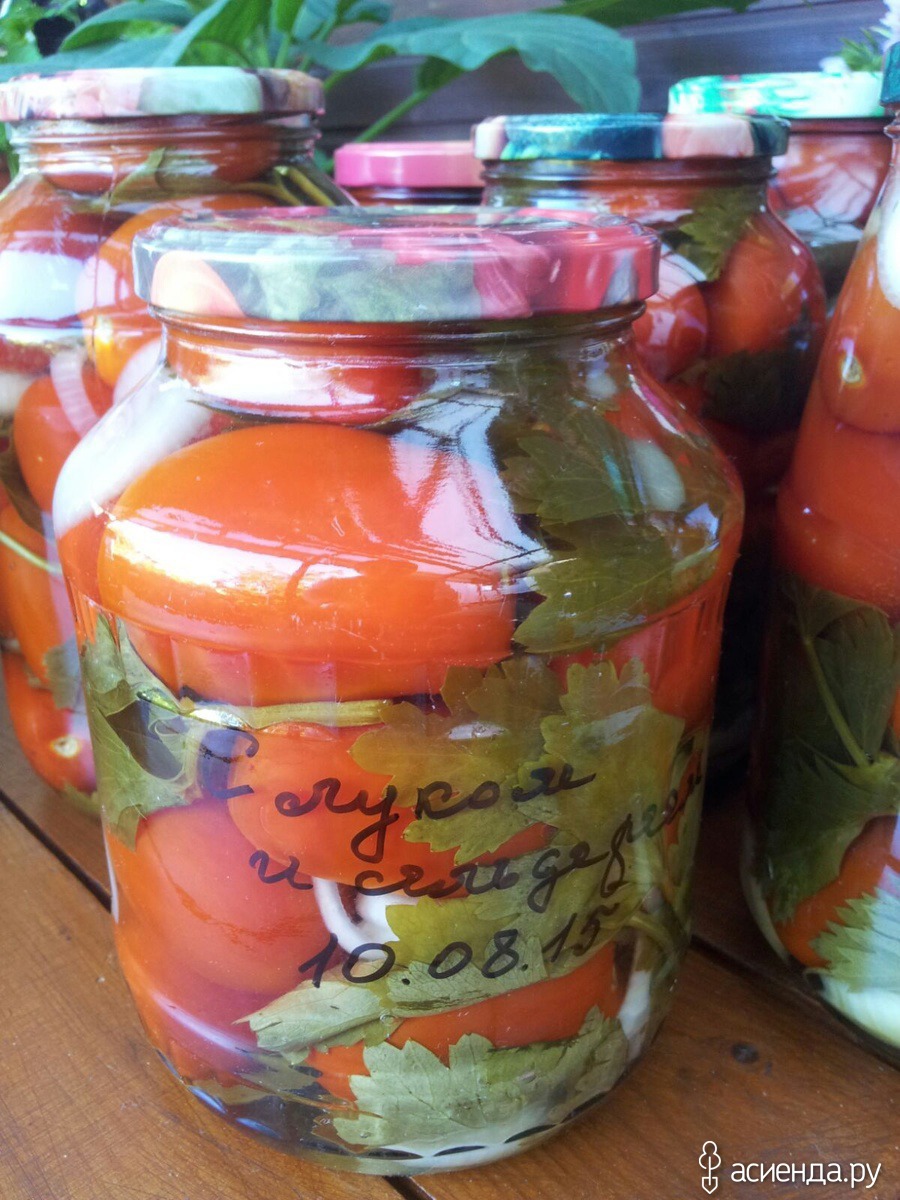 С луком
и сельдереем
10.08.15
асиенда.ру